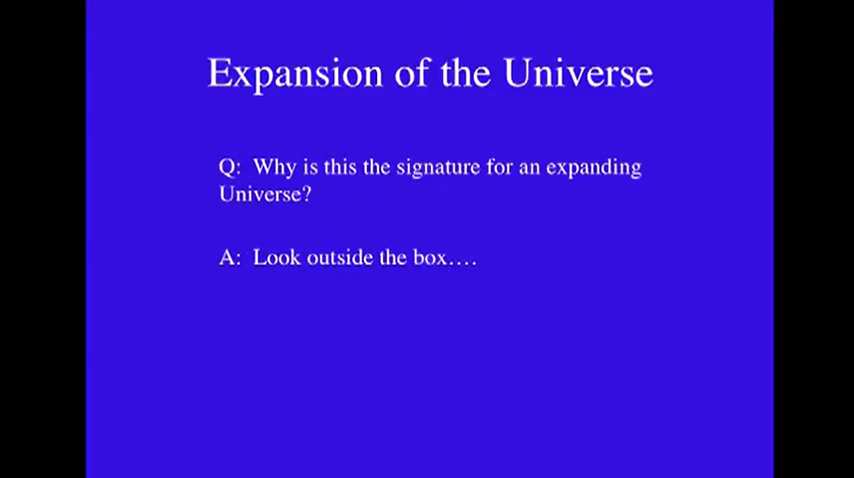 Expansion of the Universe
Q:  Why is this the signature for an expanding
Universe?
A:  Look outside the box….